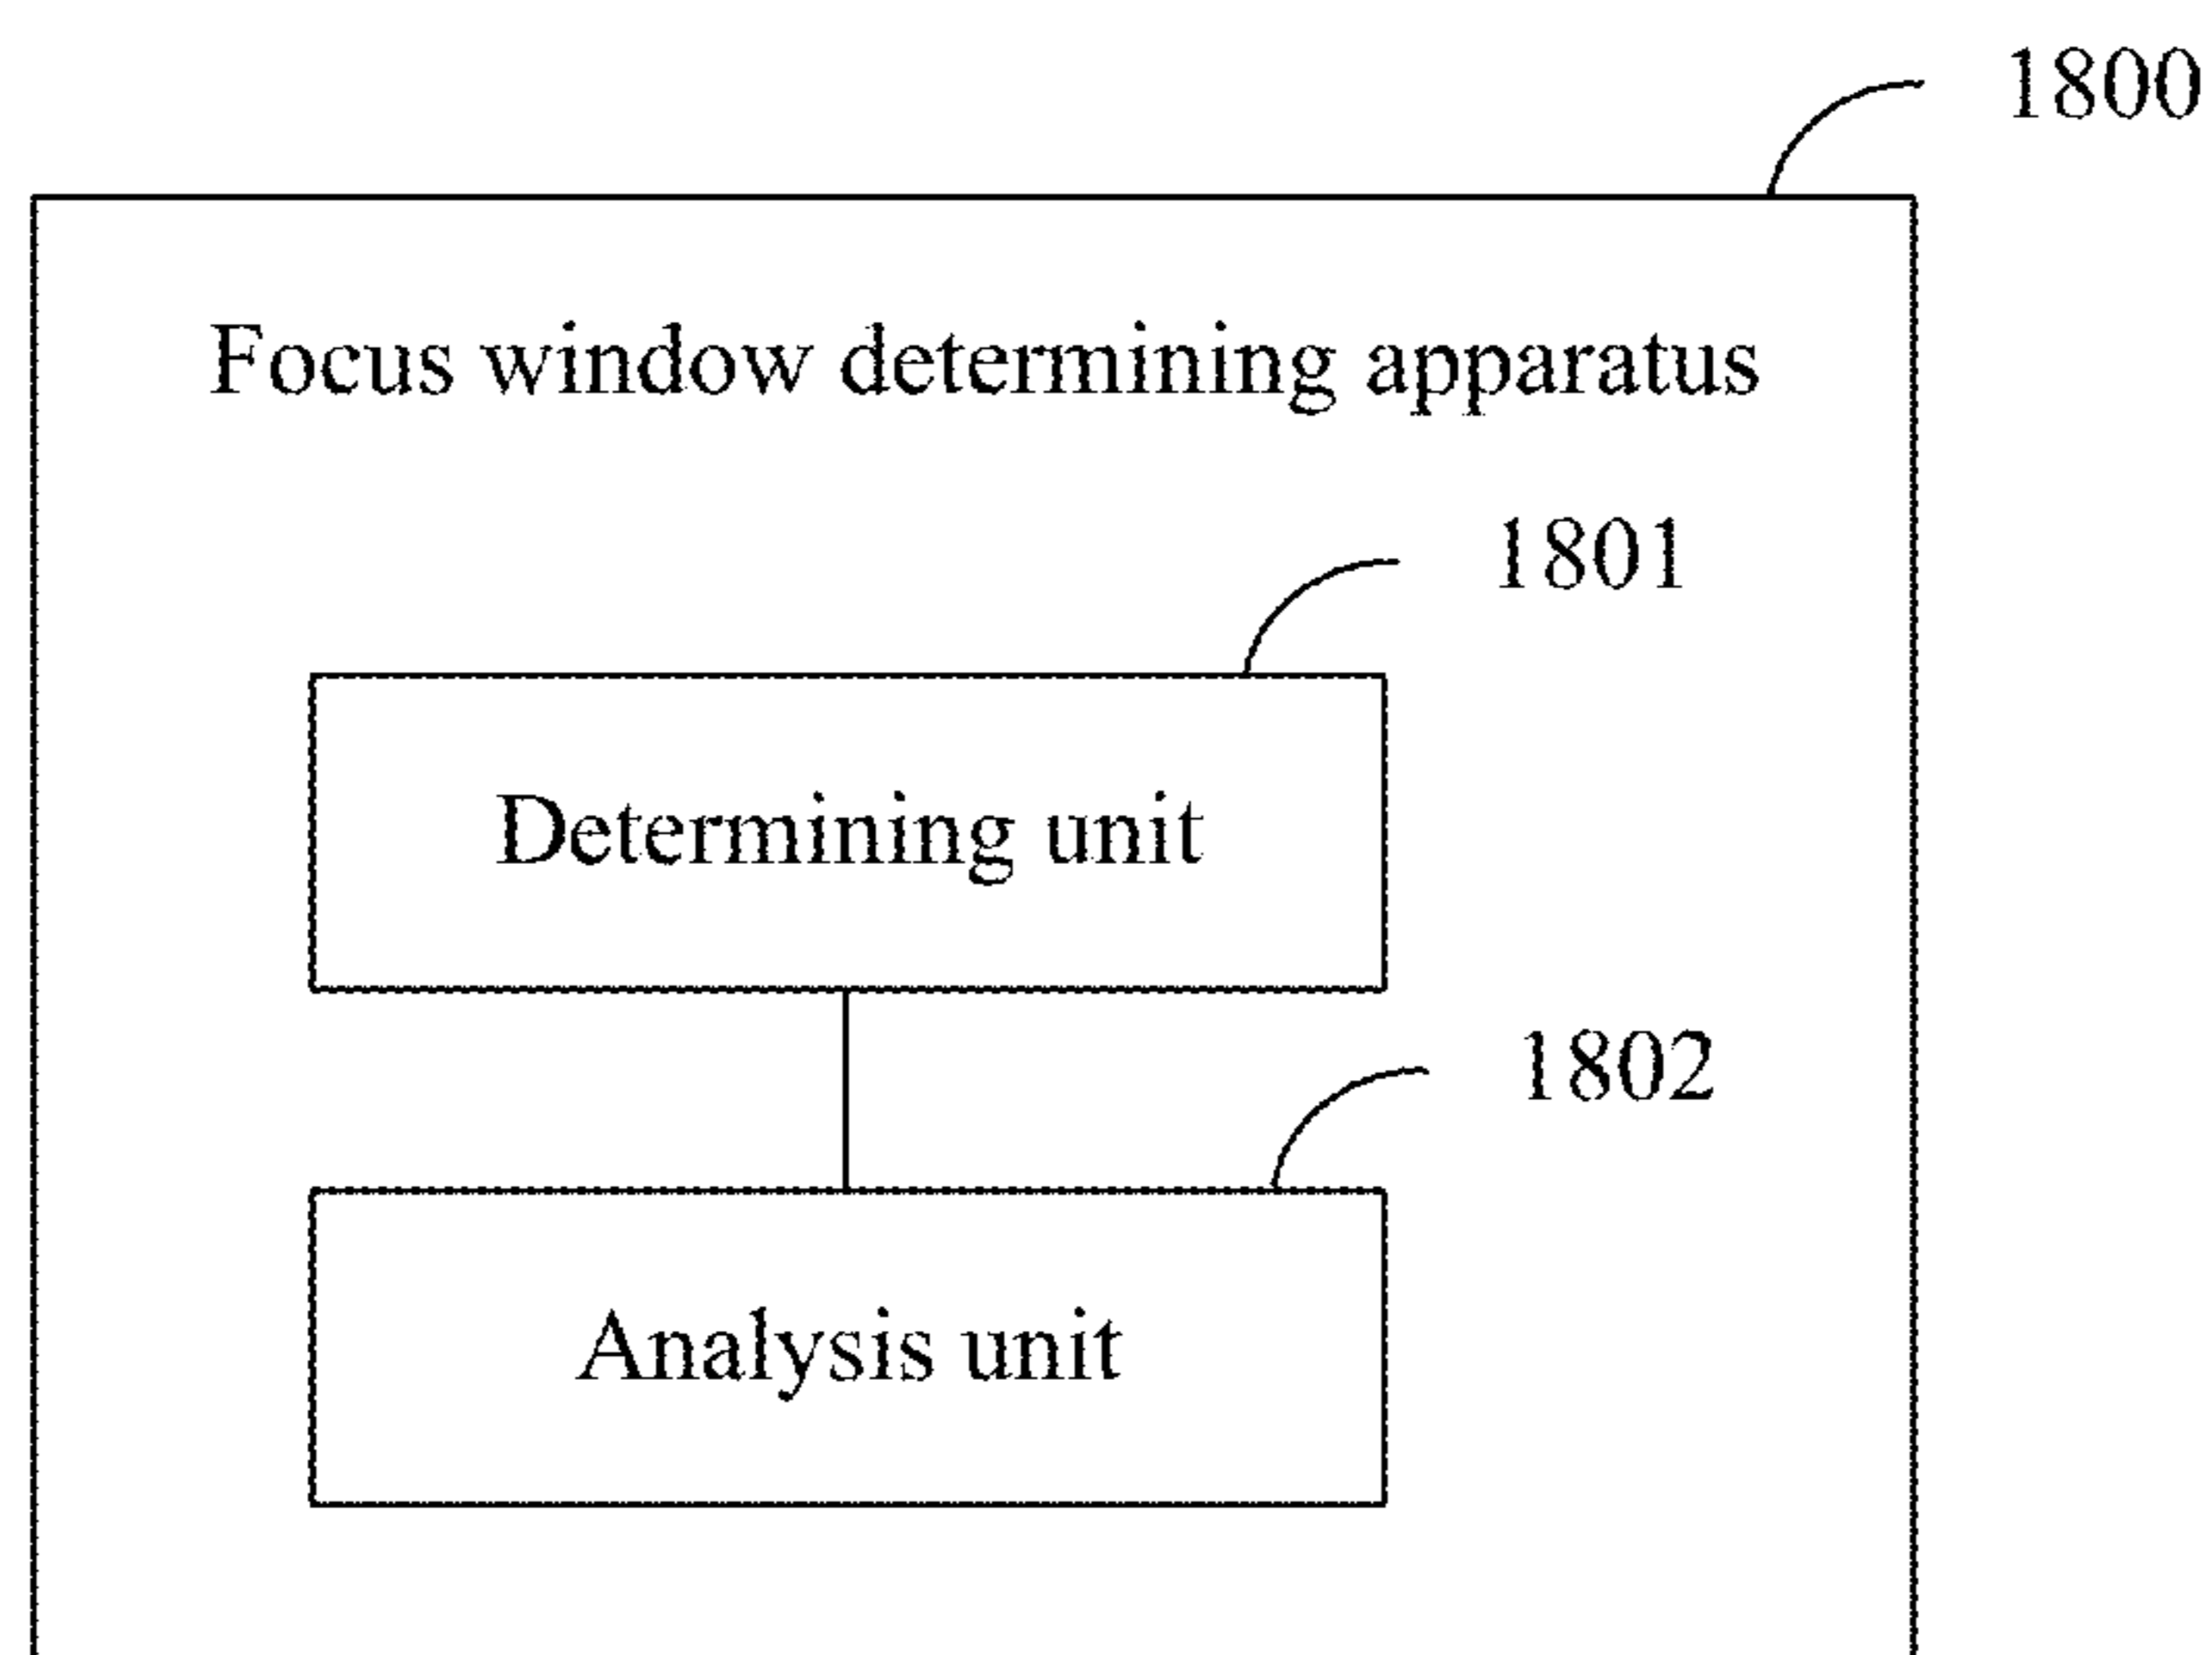 1800
Focus window determining apparatus
1801
Determining unit
1802
Analysis unit